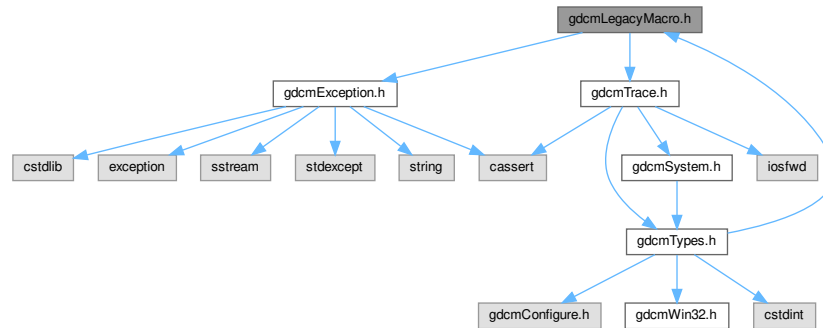 gdcmLegacyMacro.h
gdcmException.h
gdcmTrace.h
cstdlib
exception
sstream
stdexcept
string
cassert
gdcmSystem.h
iosfwd
gdcmTypes.h
gdcmConfigure.h
gdcmWin32.h
cstdint